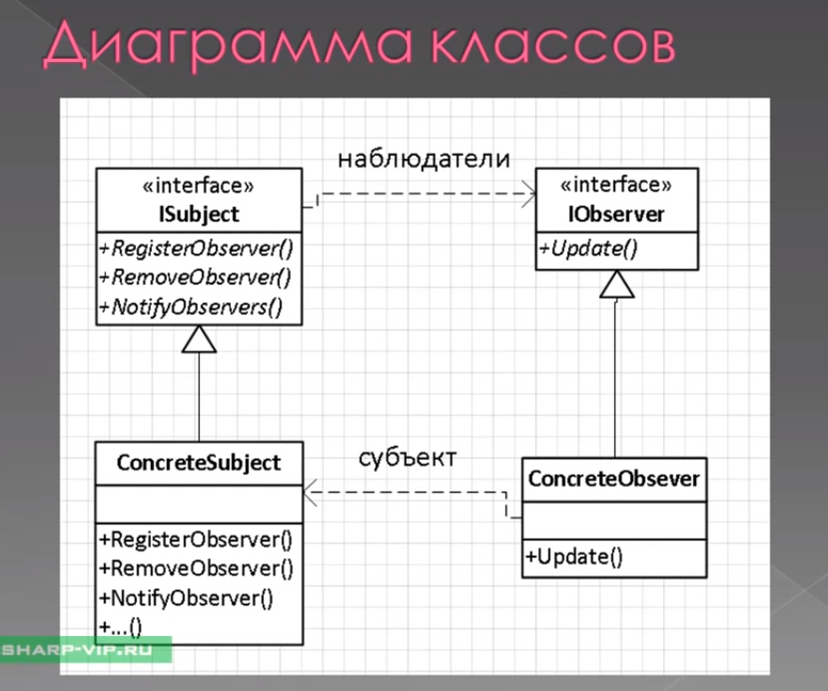 Диаграмма классов
наблюдатели
«interface»
ISubject
+RegisterObserver()
+RemoveObserver()
+NotifyObservers()
«interface»
IObserver
+Update()
субъект
ConcreteSubject
+RegisterObserver()
+RemoveObserver()
+NotifyObserver()
+...()
ConcreteObsever
+Update()
SHARP-VIP.RU